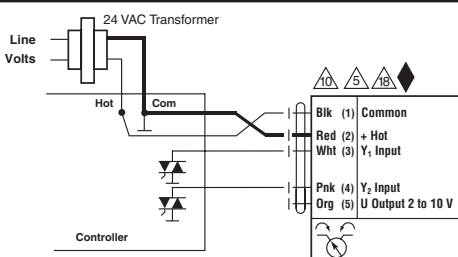 24 VAC Transformer
Line
Volts
Hot
Com
10 5 18
Blk (1) Common
Red (2) + Hot
Wht (3) Y₁ Input
Pnk (4) Y₂ Input
Org (5) U Output 2 to 10 V
Controller